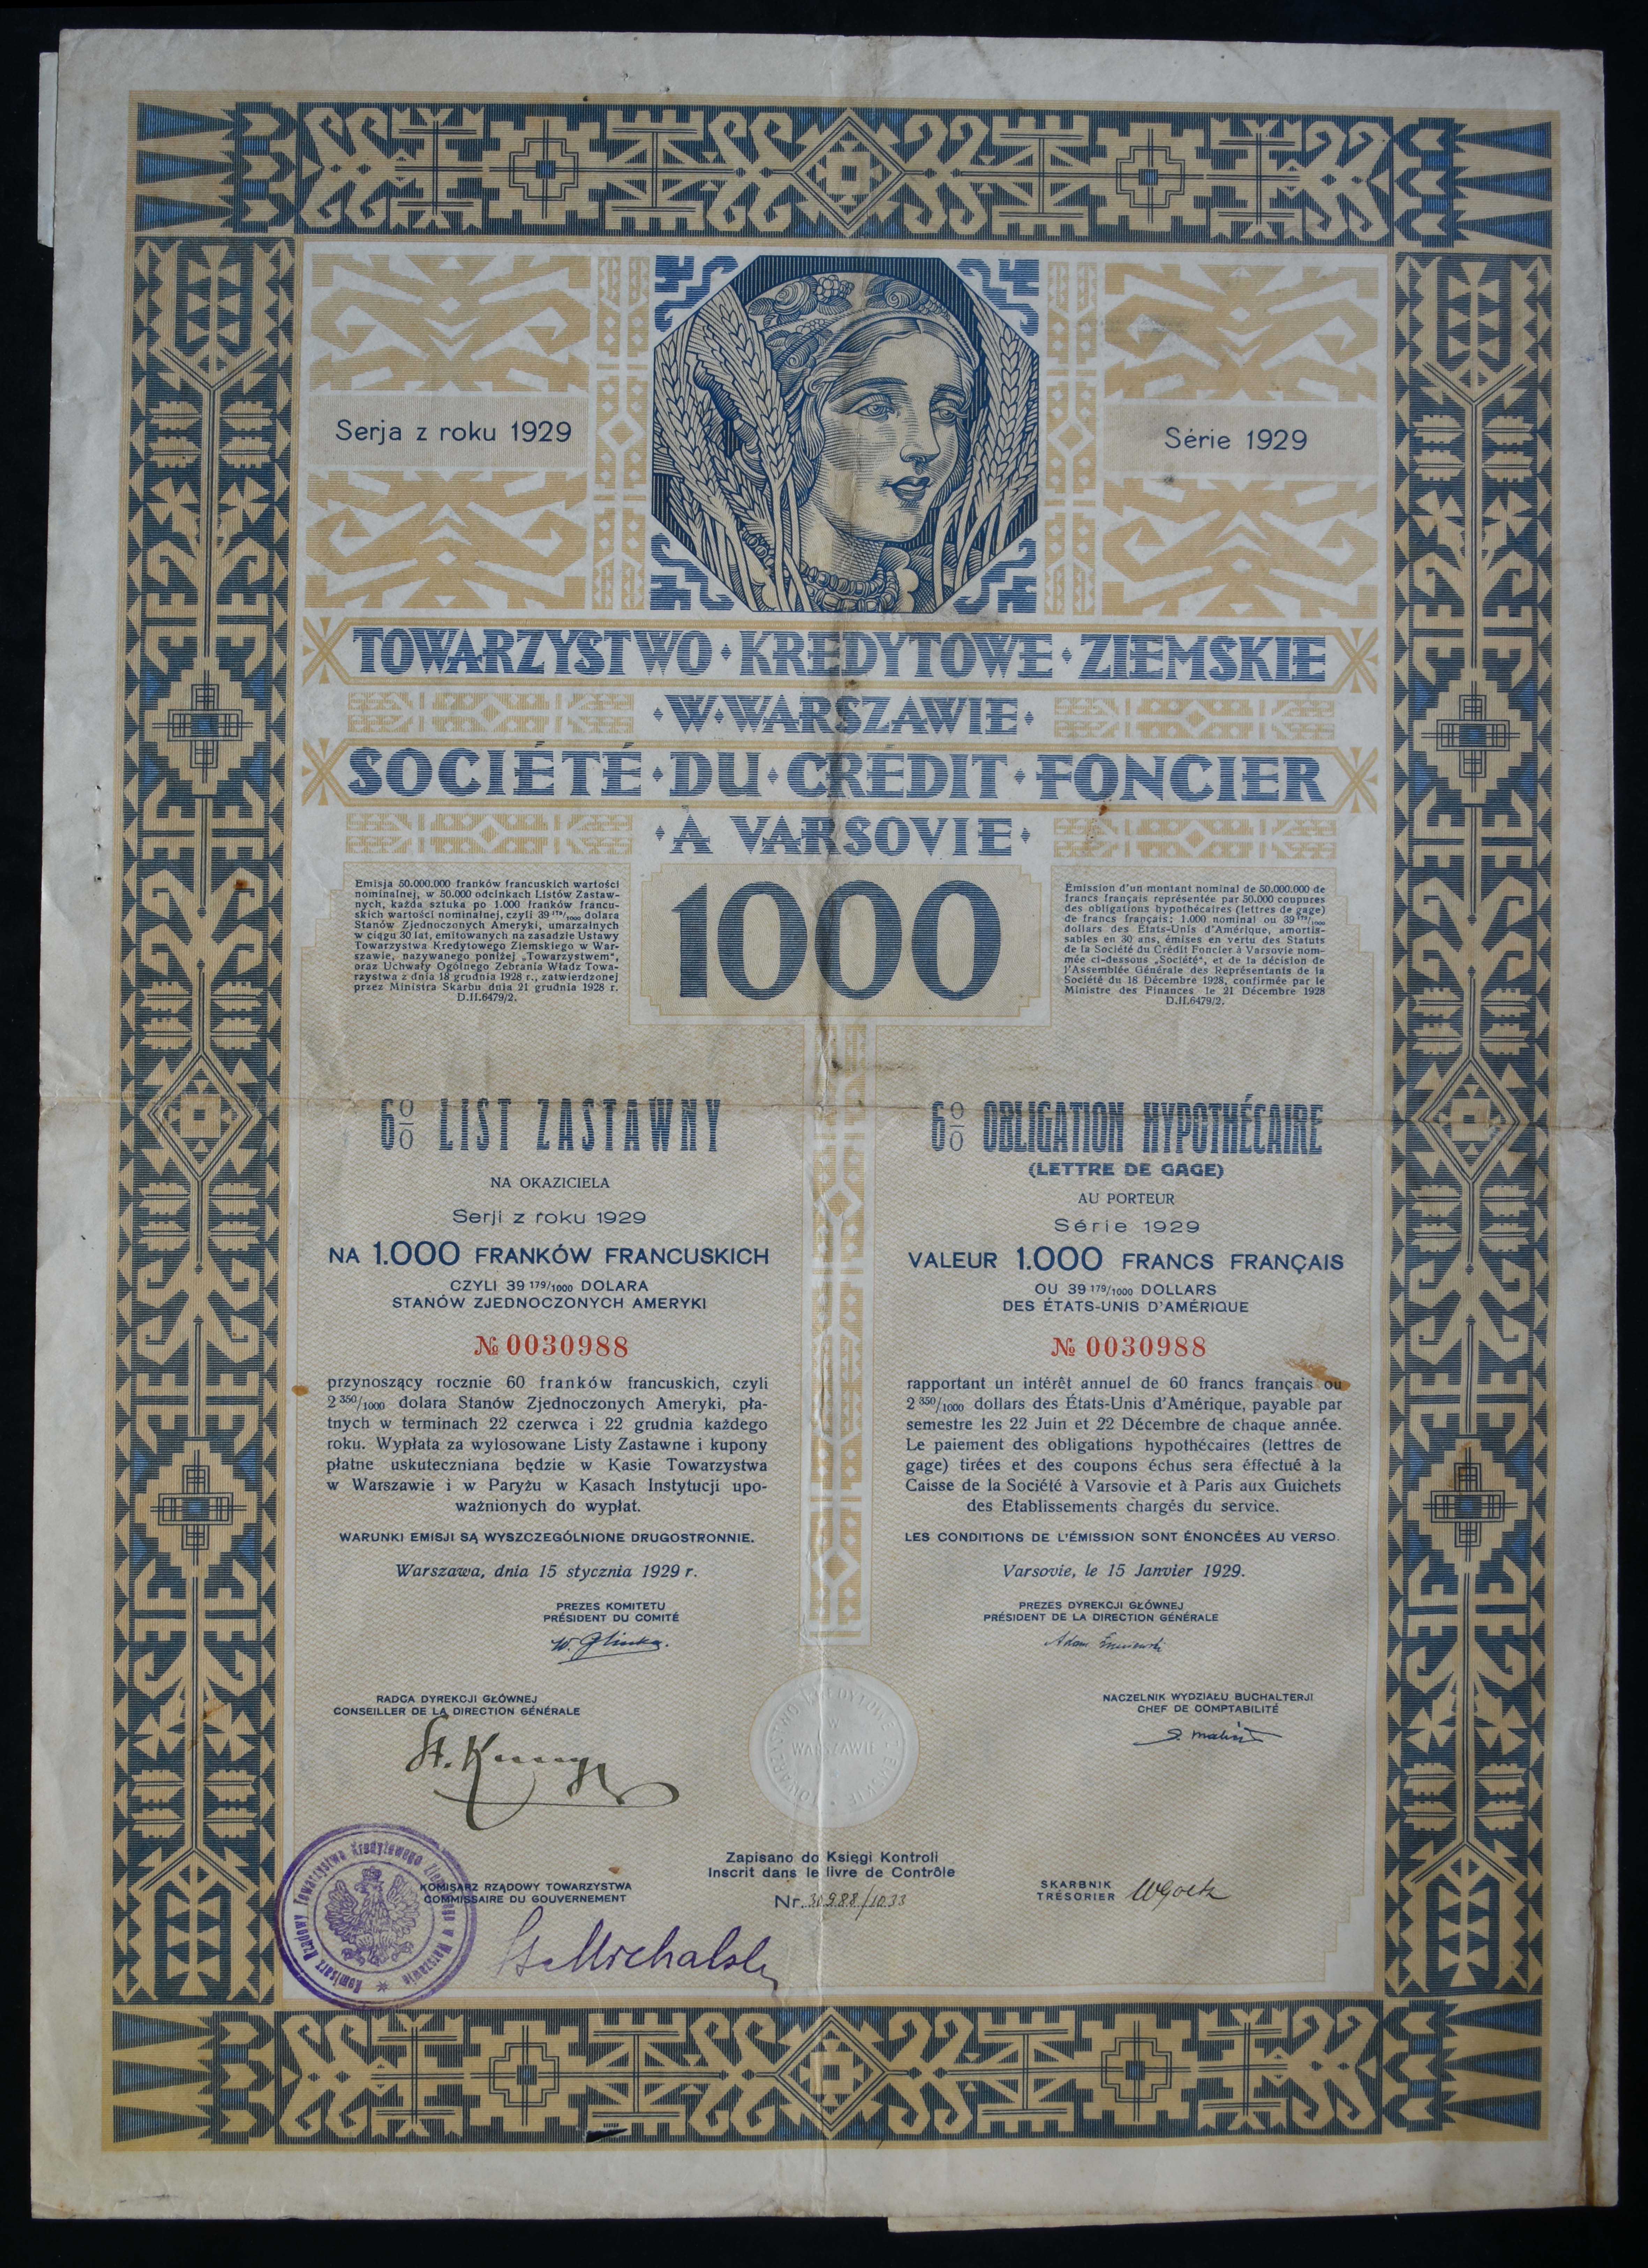 Serja z roku 1929
Série 1929
TOWARZYSTWO · KREDYTOWE · ZIEMSKIE
· W · WARSZAWIE ·
SOCIÉTÉ · DU · CRÉDIT · FONCIER
· À VARSOVIE ·
Emisja 50.000.000 franków francuskich wartości
nominalnej, w 50.000 odcinkach Listów Zastaw-
nych, każda sztuka po 1.000 franków francu-
skich wartości nominalnej, czyli 39 179/1000 dolara
Stanów Zjednoczonych Ameryki, umarzalnych
w ciągu 30 lat, emitowanych na zasadzie Ustawy
Towarzystwa Kredytowego Ziemskiego w War-
szawie, nazywanego poniżej „Towarzystwem",
oraz Uchwały Ogólnego Zebrania Władz Towa-
rzystwa z dnia 18 grudnia 1928 r., zatwierdzonej
przez Ministra Skarbu dnia 21 grudnia 1928 r.
D.II.6479/2.
1000
Émission d'un montant nominal de 50.000.000 de
francs français représentée par 50.000 coupures
des obligations hypothécaires (lettres de gage)
de francs français: 1.000 nominal ou 39 179/1000
dollars des États-Unis d'Amérique, amortis-
sables en 30 ans, émises en vertu des Statuts
de la Société du Crédit Foncier à Varsovie nom-
mée ci-dessous „Société", et de la décision de
l'Assemblée Générale des Représentants de la
Société du 18 Décembre 1928, confirmée par le
Ministre des Finances le 21 Décembre 1928
D.II.6479/2.
6% LIST ZASTAWNY
NA OKAZICIELA
Serji z roku 1929
NA 1.000 FRANKÓW FRANCUSKICH
CZYLI 39 179/1000 DOLARA
STANÓW ZJEDNOCZONYCH AMERYKI
№ 0030988
przynoszący rocznie 60 franków francuskich, czyli
2 350/1000 dolara Stanów Zjednoczonych Ameryki, pła-
tnych w terminach 22 czerwca i 22 grudnia każdego
roku. Wypłata za wylosowane Listy Zastawne i kupony
płatne uskuteczniana będzie w Kasie Towarzystwa
w Warszawie i w Paryżu w Kasach Instytucji upo-
ważnionych do wypłat.
WARUNKI EMISJI SĄ WYSZCZEGÓLNIONE DRUGOSTRONNIE.
Warszawa, dnia 15 stycznia 1929 r.
6% OBLIGATION HYPOTHÉCAIRE
(LETTRE DE GAGE)
AU PORTEUR
Série 1929
VALEUR 1.000 FRANCS FRANÇAIS
OU 39 179/1000 DOLLARS
DES ÉTATS-UNIS D'AMÉRIQUE
№ 0030988
rapportant un intérêt annuel de 60 francs français ou
2 350/1000 dollars des États-Unis d'Amérique, payable par
semestre les 22 Juin et 22 Décembre de chaque année.
Le paiement des obligations hypothécaires (lettres de
gage) tirées et des coupons échus sera éffectué à la
Caisse de la Société à Varsovie et à Paris aux Guichets
des Etablissements chargés du service.
LES CONDITIONS DE L'ÉMISSION SONT ÉNONCÉES AU VERSO.
Varsovie, le 15 Janvier 1929.
PREZES KOMITETU
PRÉSIDENT DU COMITÉ
W. Glinka.
PREZES DYREKCJI GŁÓWNEJ
PRÉSIDENT DE LA DIRECTION GÉNÉRALE
Adam
RADCA DYREKCJI GŁÓWNEJ
CONSEILLER DE LA DIRECTION GÉNÉRALE
St.
NACZELNIK WYDZIAŁU BUCHALTERJI
CHEF DE COMPTABILITÉ
TOWARZYSTWO KREDYTOWE ZIEMSKIE
W
WARSZAWIE
Zapisano do Księgi Kontroli
Inscrit dans le livre de Contrôle
Nr. 30988/1033
Komisarz Rządowy Towarzystwa Kredytowego Ziemskiego w Warszawie
KOMISARZ RZĄDOWY TOWARZYSTWA
COMMISSAIRE DU GOUVERNEMENT
St Michalski
SKARBNIK
TRÉSORIER